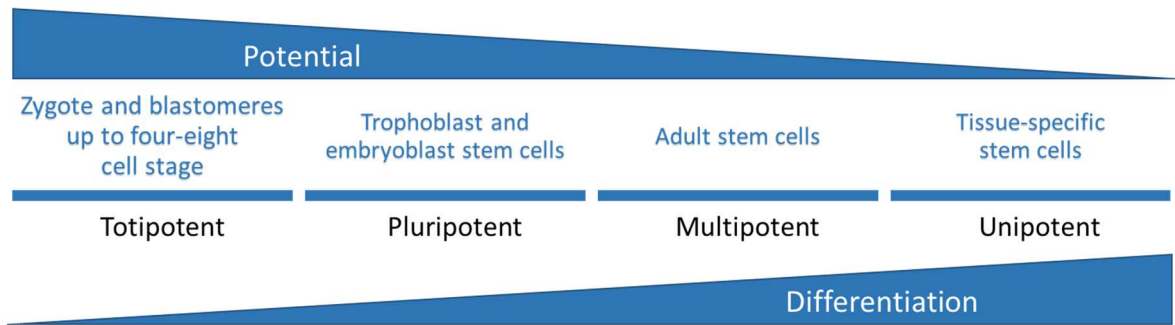 Potential
Zygote and blastomeres
up to four-eight
cell stage
Trophoblast and
embryoblast stem cells
Adult stem cells
Tissue-specific
stem cells
Totipotent
Pluripotent
Multipotent
Unipotent
Differentiation